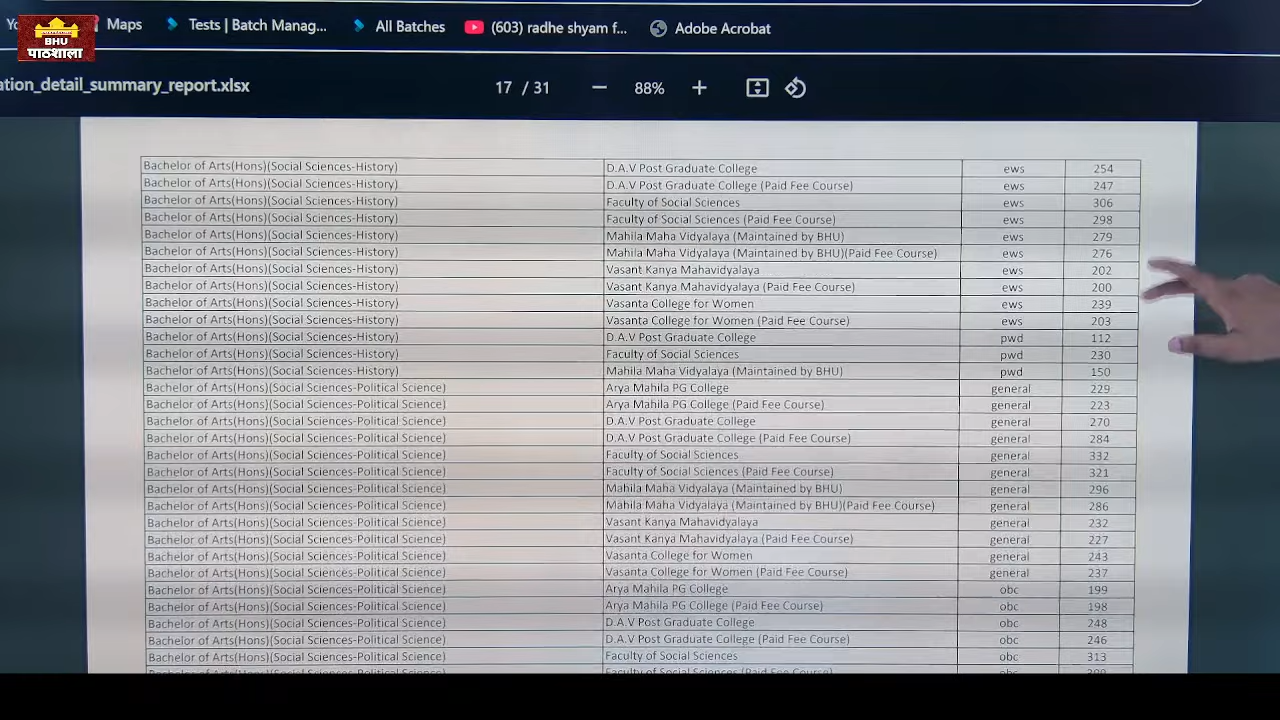 Maps Tests | Batch Manag... All Batches (603) radhe shyam f... Adobe Acrobat
BHU
पाठशाला
ation_detail_summary_report.xlsx 17 / 31 88%
Bachelor of Arts(Hons)(Social Sciences-History) D.A.V Post Graduate College ews 254
Bachelor of Arts(Hons)(Social Sciences-History) D.A.V Post Graduate College (Paid Fee Course) ews 247
Bachelor of Arts(Hons)(Social Sciences-History) Faculty of Social Sciences ews 306
Bachelor of Arts(Hons)(Social Sciences-History) Faculty of Social Sciences (Paid Fee Course) ews 298
Bachelor of Arts(Hons)(Social Sciences-History) Mahila Maha Vidyalaya (Maintained by BHU) ews 279
Bachelor of Arts(Hons)(Social Sciences-History) Mahila Maha Vidyalaya (Maintained by BHU)(Paid Fee Course) ews 276
Bachelor of Arts(Hons)(Social Sciences-History) Vasant Kanya Mahavidyalaya ews 202
Bachelor of Arts(Hons)(Social Sciences-History) Vasant Kanya Mahavidyalaya (Paid Fee Course) ews 200
Bachelor of Arts(Hons)(Social Sciences-History) Vasanta College for Women ews 239
Bachelor of Arts(Hons)(Social Sciences-History) Vasanta College for Women (Paid Fee Course) ews 203
Bachelor of Arts(Hons)(Social Sciences-History) D.A.V Post Graduate College pwd 112
Bachelor of Arts(Hons)(Social Sciences-History) Faculty of Social Sciences pwd 230
Bachelor of Arts(Hons)(Social Sciences-History) Mahila Maha Vidyalaya (Maintained by BHU) pwd 150
Bachelor of Arts(Hons)(Social Sciences-Political Science) Arya Mahila PG College general 229
Bachelor of Arts(Hons)(Social Sciences-Political Science) Arya Mahila PG College (Paid Fee Course) general 223
Bachelor of Arts(Hons)(Social Sciences-Political Science) D.A.V Post Graduate College general 270
Bachelor of Arts(Hons)(Social Sciences-Political Science) D.A.V Post Graduate College (Paid Fee Course) general 284
Bachelor of Arts(Hons)(Social Sciences-Political Science) Faculty of Social Sciences general 332
Bachelor of Arts(Hons)(Social Sciences-Political Science) Faculty of Social Sciences (Paid Fee Course) general 321
Bachelor of Arts(Hons)(Social Sciences-Political Science) Mahila Maha Vidyalaya (Maintained by BHU) general 296
Bachelor of Arts(Hons)(Social Sciences-Political Science) Mahila Maha Vidyalaya (Maintained by BHU)(Paid Fee Course) general 286
Bachelor of Arts(Hons)(Social Sciences-Political Science) Vasant Kanya Mahavidyalaya general 232
Bachelor of Arts(Hons)(Social Sciences-Political Science) Vasant Kanya Mahavidyalaya (Paid Fee Course) general 227
Bachelor of Arts(Hons)(Social Sciences-Political Science) Vasanta College for Women general 243
Bachelor of Arts(Hons)(Social Sciences-Political Science) Vasanta College for Women (Paid Fee Course) general 237
Bachelor of Arts(Hons)(Social Sciences-Political Science) Arya Mahila PG College obc 199
Bachelor of Arts(Hons)(Social Sciences-Political Science) Arya Mahila PG College (Paid Fee Course) obc 198
Bachelor of Arts(Hons)(Social Sciences-Political Science) D.A.V Post Graduate College obc 248
Bachelor of Arts(Hons)(Social Sciences-Political Science) D.A.V Post Graduate College (Paid Fee Course) obc 246
Bachelor of Arts(Hons)(Social Sciences-Political Science) Faculty of Social Sciences obc 313